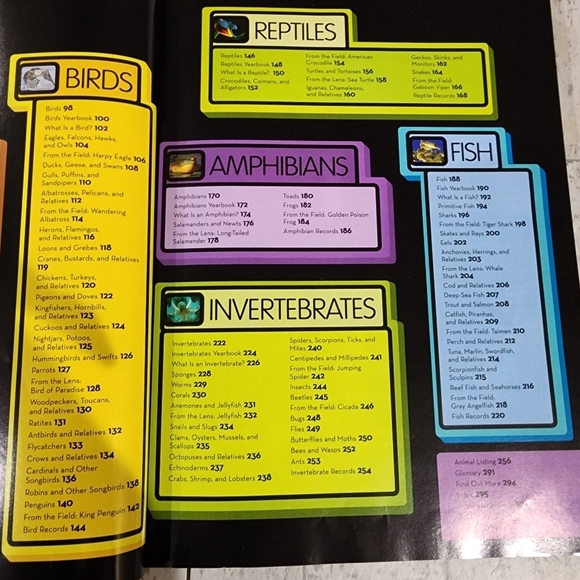 BIRDS
Birds 98
Birds Yearbook 100
What Is a Bird? 102
Eagles, Falcons, Hawks,
and Owls 104
From the Field: Harpy Eagle 106
Ducks, Geese, and Swans 108
Gulls, Puffins, and
Sandpipers 110
Albatrosses, Pelicans, and
Relatives 112
From the Field: Wandering
Albatross 114
Herons, Flamingos,
and Relatives 116
Loons and Grebes 118
Cranes, Bustards, and Relatives
119
Chickens, Turkeys,
and Relatives 120
Pigeons and Doves 122
Kingfishers, Hornbills,
and Relatives 123
Cuckoos and Relatives 124
Nightjars, Potoos,
and Relatives 125
Hummingbirds and Swifts 126
Parrots 127
From the Lens:
Bird of Paradise 128
Woodpeckers, Toucans,
and Relatives 130
Ratites 131
Antbirds and Relatives 132
Flycatchers 133
Crows and Relatives 134
Cardinals and Other
Songbirds 136
Robins and Other Songbirds 138
Penguins 140
From the Field: King Penguin 142
Bird Records 144
REPTILES
Reptiles 146
Reptiles Yearbook 148
What Is a Reptile? 150
Crocodiles, Caimans, and
Alligators 152
From the Field: American
Crocodile 154
Turtles and Tortoises 156
From the Lens: Sea Turtle 158
Iguanas, Chameleons,
and Relatives 160
Geckos, Skinks, and
Monitors 162
Snakes 164
From the Field:
Gaboon Viper 166
Reptile Records 168
AMPHIBIANS
Amphibians 170
Amphibians Yearbook 172
What Is an Amphibian? 174
Salamanders and Newts 176
From the Lens: Long-Tailed
Salamander 178
Toads 180
Frogs 182
From the Field: Golden Poison
Frog 184
Amphibian Records 186
INVERTEBRATES
Invertebrates 222
Invertebrates Yearbook 224
What Is an Invertebrate? 226
Sponges 228
Worms 229
Corals 230
Anemones and Jellyfish 231
From the Lens: Jellyfish 232
Snails and Slugs 234
Clams, Oysters, Mussels, and
Scallops 235
Octopuses and Relatives 236
Echinoderms 237
Crabs, Shrimp, and Lobsters 238
Spiders, Scorpions, Ticks, and
Mites 240
Centipedes and Millipedes 241
From the Field: Jumping
Spider 242
Insects 244
Beetles 245
From the Field: Cicada 246
Bugs 248
Flies 249
Butterflies and Moths 250
Bees and Wasps 252
Ants 253
Invertebrate Records 254
FISH
Fish 188
Fish Yearbook 190
What Is a Fish? 192
Primitive Fish 194
Sharks 196
From the Field: Tiger Shark 198
Skates and Rays 200
Eels 202
Anchovies, Herrings, and
Relatives 203
From the Lens: Whale
Shark 204
Cod and Relatives 206
Deep Sea Fish 207
Trout and Salmon 208
Catfish, Piranhas,
and Relatives 209
From the Field: Taimen 210
Perch and Relatives 212
Tuna, Marlin, Swordfish,
and Relatives 214
Scorpionfish and
Sculpins 215
Reef Fish and Seahorses 216
From the Field:
Gray Angelfish 218
Fish Records 220
Animal Listing 256
Glossary 291
Find Out More 294
295